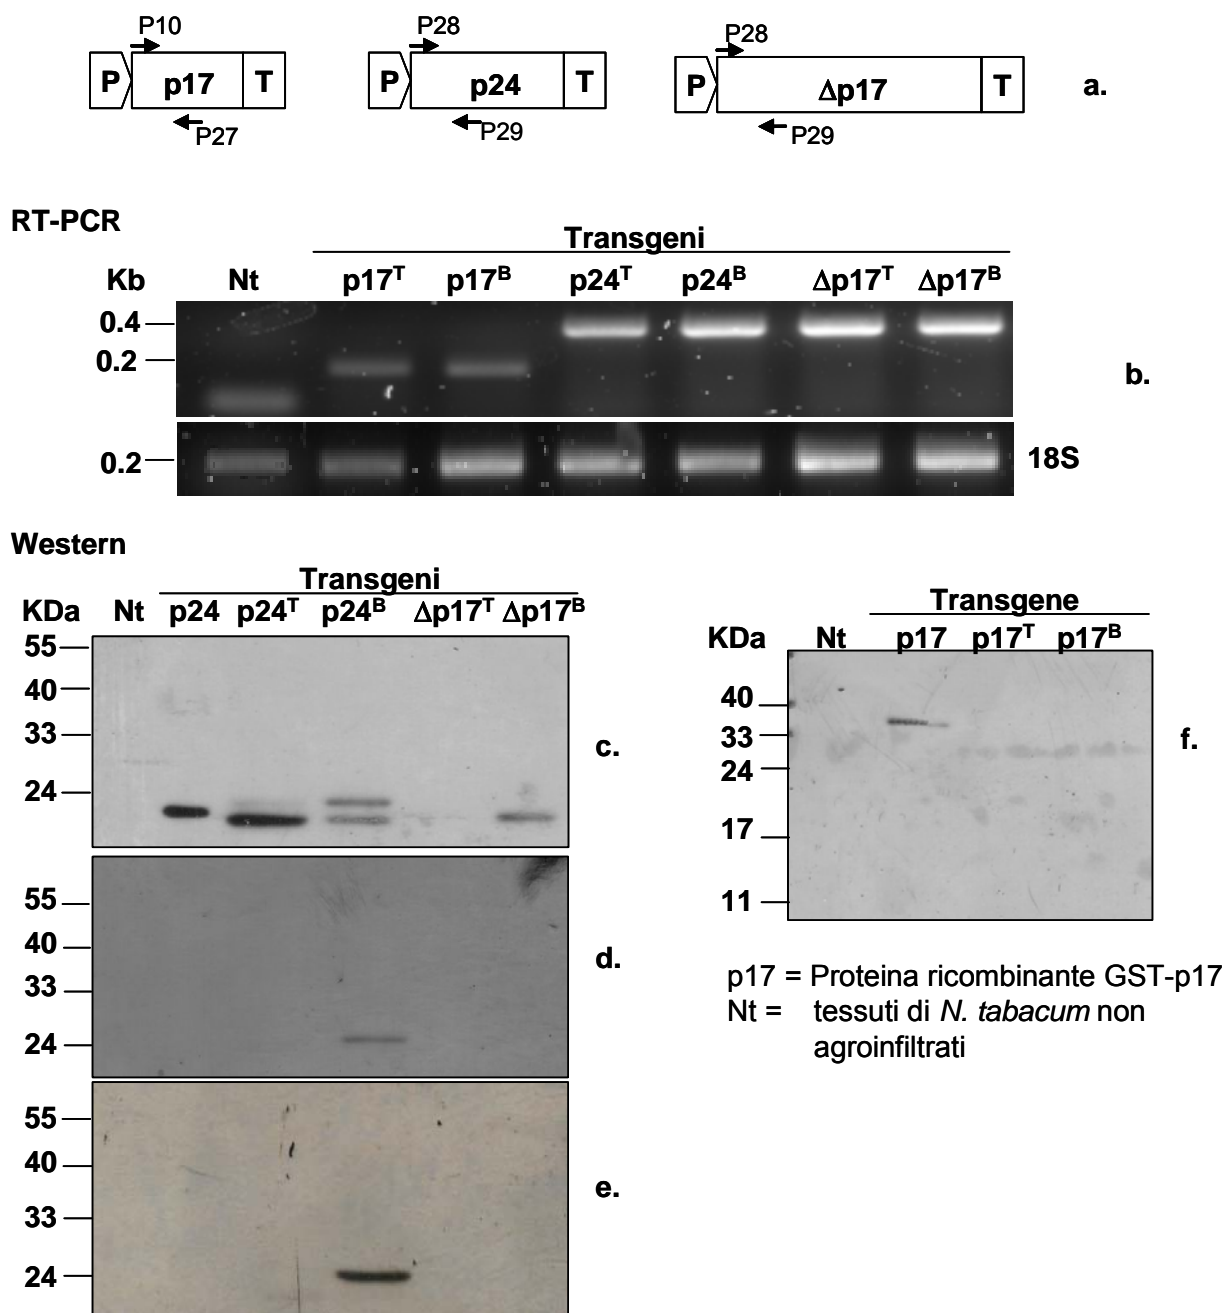 P10 P28 P28
P p17 T P p24 T P Δp17 T a.
P27 P29 P29
RT-PCR
Transgeni
Kb Nt p17ᵀ p17ᴮ p24ᵀ p24ᴮ Δp17ᵀ Δp17ᴮ
0.4
0.2
b.
0.2 18S
Western
Transgeni
KDa Nt p24 p24ᵀ p24ᴮ Δp17ᵀ Δp17ᴮ
55
40
33
24
c.
55
40
33
24
d.
55
40
33
24
e.
Transgene
KDa Nt p17 p17ᵀ p17ᴮ
40
33
24
17
11
f.
p17 = Proteina ricombinante GST-p17
Nt = tessuti di N. tabacum non
agroinfiltrati